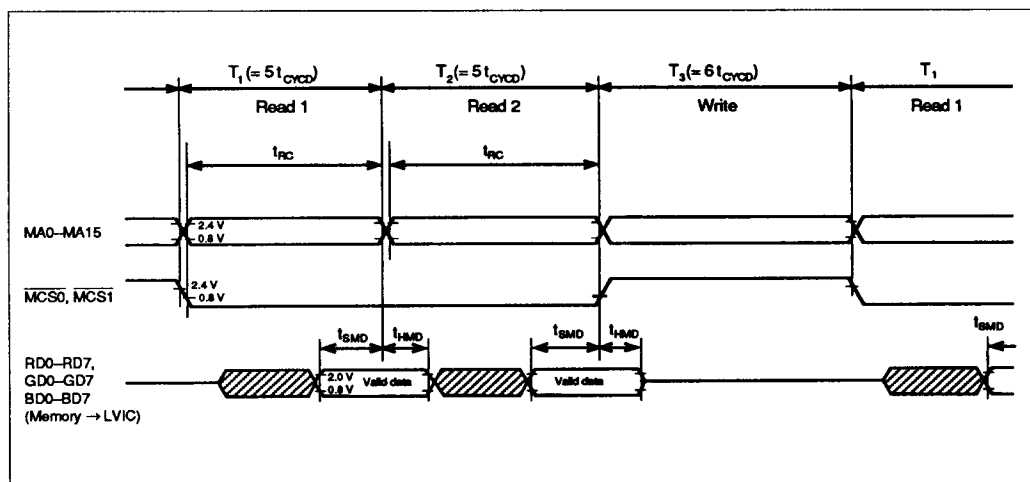 T1 (= 5 tCYCD) T2 (= 5 tCYCD) T3 (= 6 tCYCD) T1
Read 1 Read 2 Write Read 1
tRC tRC
MA0–MA15 2.4 V
0.8 V
MCS0, MCS1 2.4 V
0.8 V
tSMD tHMD tSMD tHMD tSMD
RD0–RD7,
GD0–GD7
BD0–BD7
(Memory → LVIC)
2.0 V
0.8 V
Valid data Valid data